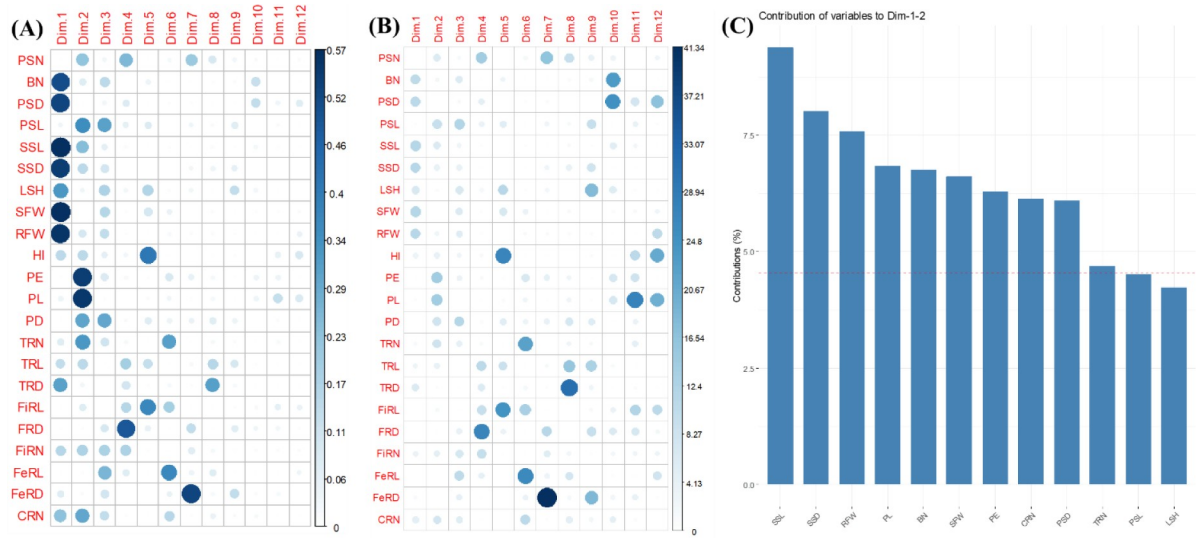 (A)
Dim.1 Dim.2 Dim.3 Dim.4 Dim.5 Dim.6 Dim.7 Dim.8 Dim.9 Dim.10 Dim.11 Dim.12
PSN
BN
PSD
PSL
SSL
SSD
LSH
SFW
RFW
HI
PE
PL
PD
TRN
TRL
TRD
FiRL
FRD
FiRN
FeRL
FeRD
CRN
0.57
0.52
0.46
0.4
0.34
0.29
0.23
0.17
0.11
0.06
0
(B)
Dim.1 Dim.2 Dim.3 Dim.4 Dim.5 Dim.6 Dim.7 Dim.8 Dim.9 Dim.10 Dim.11 Dim.12
PSN
BN
PSD
PSL
SSL
SSD
LSH
SFW
RFW
HI
PE
PL
PD
TRN
TRL
TRD
FiRL
FRD
FiRN
FeRL
FeRD
CRN
41.34
37.21
33.07
28.94
24.8
20.67
16.54
12.4
8.27
4.13
0
(C)
Contribution of variables to Dim-1-2
Contributions (%)
7.5
5.0
2.5
0.0
SSL SSD RFW PL BN SFW PE CRN PSD TRN PSL LSH